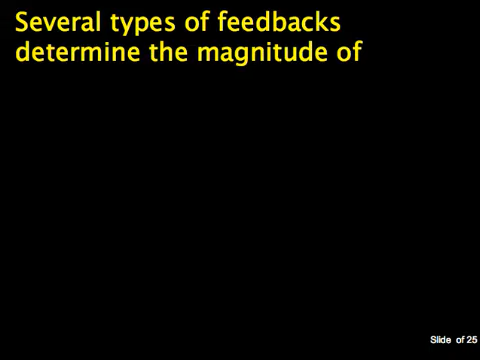 Several types of feedbacks
determine the magnitude of
Slide of 25